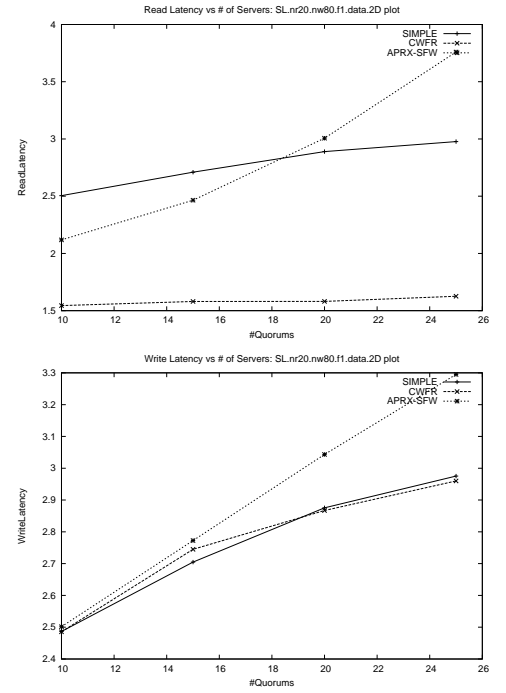 Read Latency vs # of Servers: SL.nr20.nw80.f1.data.2D plot
4
3.5
3
2.5
2
1.5
ReadLatency
SIMPLE
CWFR
APRX-SFW
10 12 14 16 18 20 22 24 26
#Quorums
Write Latency vs # of Servers: SL.nr20.nw80.f1.data.2D plot
3.3
3.2
3.1
3
2.9
2.8
2.7
2.6
2.5
2.4
WriteLatency
SIMPLE
CWFR
APRX-SFW
10 12 14 16 18 20 22 24 26
#Quorums